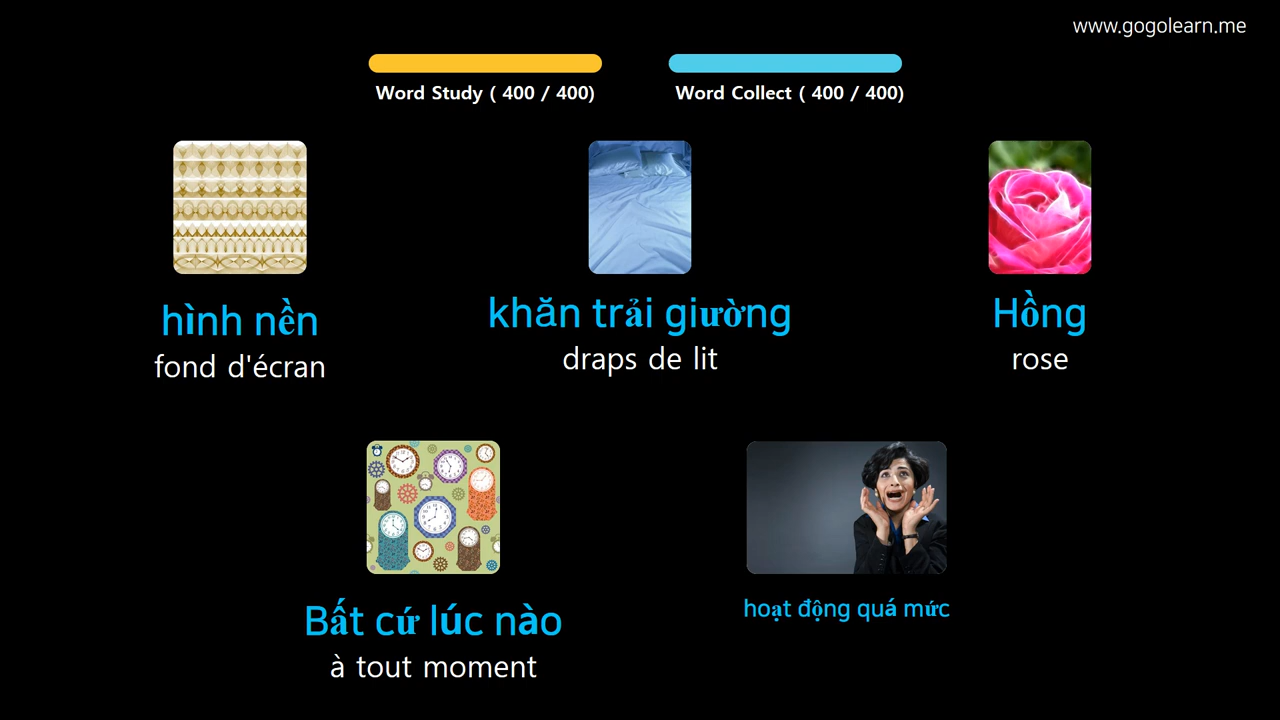 www.gogolearn.me
Word Study ( 400 / 400)
Word Collect ( 400 / 400)
hình nền
fond d'écran
khăn trải giường
draps de lit
Hồng
rose
Bất cứ lúc nào
à tout moment
hoạt động quá mức